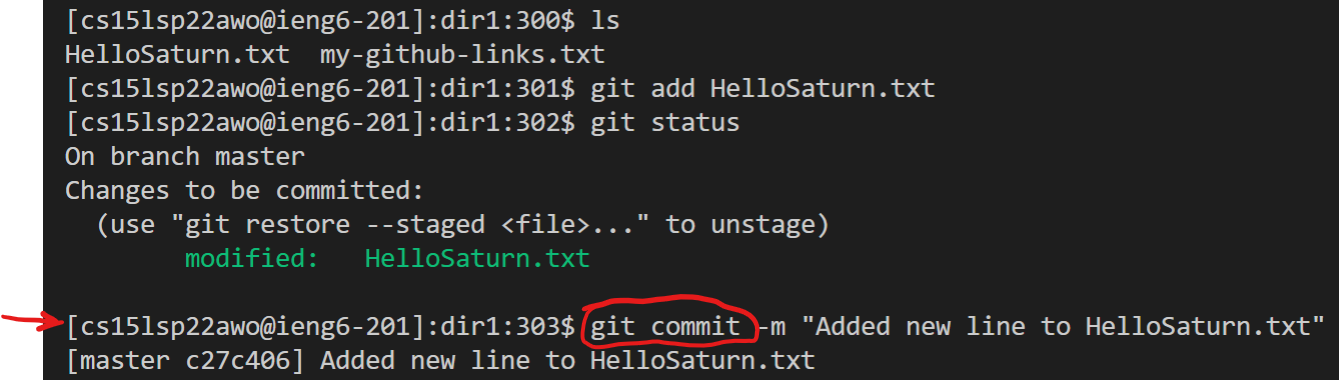 [cs15lsp22awo@ieng6-201]:dir1:300$ ls
HelloSaturn.txt  my-github-links.txt
[cs15lsp22awo@ieng6-201]:dir1:301$ git add HelloSaturn.txt
[cs15lsp22awo@ieng6-201]:dir1:302$ git status
On branch master
Changes to be committed:
  (use "git restore --staged <file>..." to unstage)
        modified:   HelloSaturn.txt
[cs15lsp22awo@ieng6-201]:dir1:303$ git commit -m "Added new line to HelloSaturn.txt"
[master c27c406] Added new line to HelloSaturn.txt